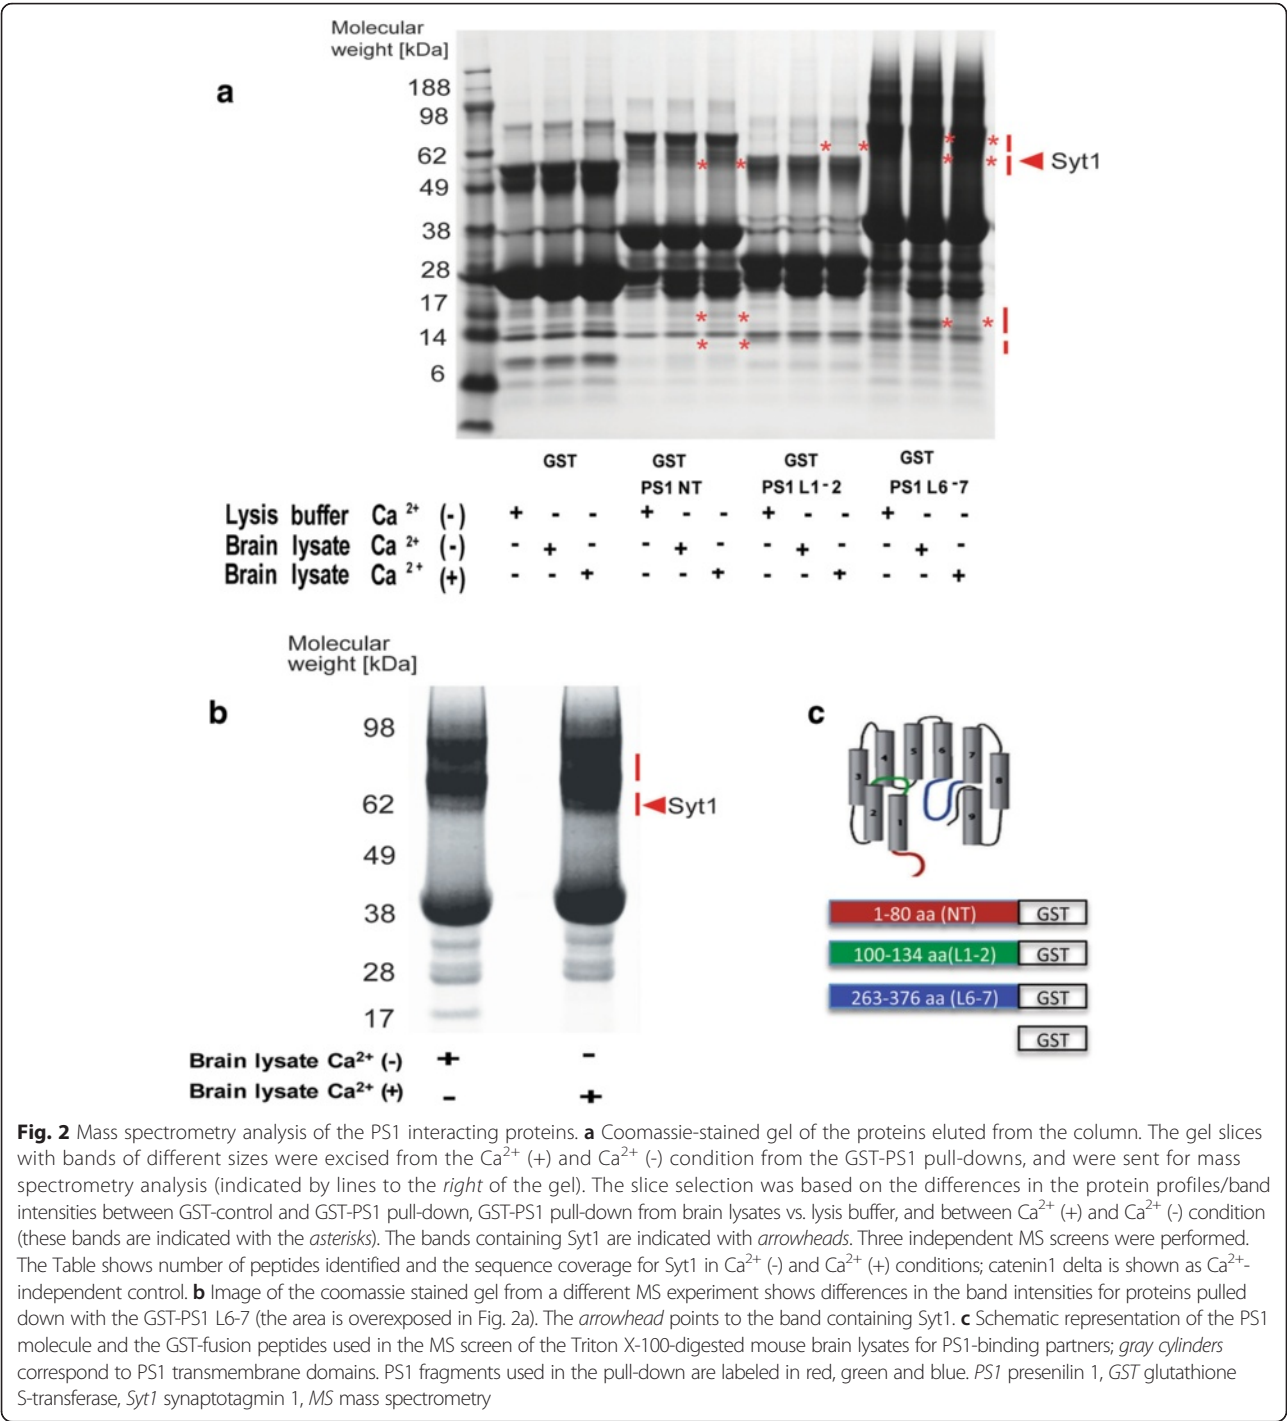 Molecular
weight [kDa]
a
188
98
62
49
38
28
17
14
6
* *
* *
* *
* *
* *
* *
* *
* *
Syt1
GST
GST
PS1 NT
GST
PS1 L1-2
GST
PS1 L6-7
Lysis buffer Ca 2+ (-) + - - + - - + - - + - -
Brain lysate Ca 2+ (-) - + - - + - - + - - + -
Brain lysate Ca 2+ (+) - - + - - + - - + - - +
Molecular
weight [kDa]
b
98
62
49
38
28
17
Syt1
Brain lysate Ca²⁺ (-) + -
Brain lysate Ca²⁺ (+) - +
c
1
2
3
4
5
6
7
8
9
1-80 aa (NT) GST
100-134 aa(L1-2) GST
263-376 aa (L6-7) GST
GST
Fig. 2 Mass spectrometry analysis of the PS1 interacting proteins. a Coomassie-stained gel of the proteins eluted from the column. The gel slices
with bands of different sizes were excised from the Ca²⁺ (+) and Ca²⁺ (-) condition from the GST-PS1 pull-downs, and were sent for mass
spectrometry analysis (indicated by lines to the right of the gel). The slice selection was based on the differences in the protein profiles/band
intensities between GST-control and GST-PS1 pull-down, GST-PS1 pull-down from brain lysates vs. lysis buffer, and between Ca²⁺ (+) and Ca²⁺ (-) condition
(these bands are indicated with the asterisks). The bands containing Syt1 are indicated with arrowheads. Three independent MS screens were performed.
The Table shows number of peptides identified and the sequence coverage for Syt1 in Ca²⁺ (-) and Ca²⁺ (+) conditions; catenin1 delta is shown as Ca²⁺-
independent control. b Image of the coomassie stained gel from a different MS experiment shows differences in the band intensities for proteins pulled
down with the GST-PS1 L6-7 (the area is overexposed in Fig. 2a). The arrowhead points to the band containing Syt1. c Schematic representation of the PS1
molecule and the GST-fusion peptides used in the MS screen of the Triton X-100-digested mouse brain lysates for PS1-binding partners; gray cylinders
correspond to PS1 transmembrane domains. PS1 fragments used in the pull-down are labeled in red, green and blue. PS1 presenilin 1, GST glutathione
S-transferase, Syt1 synaptotagmin 1, MS mass spectrometry